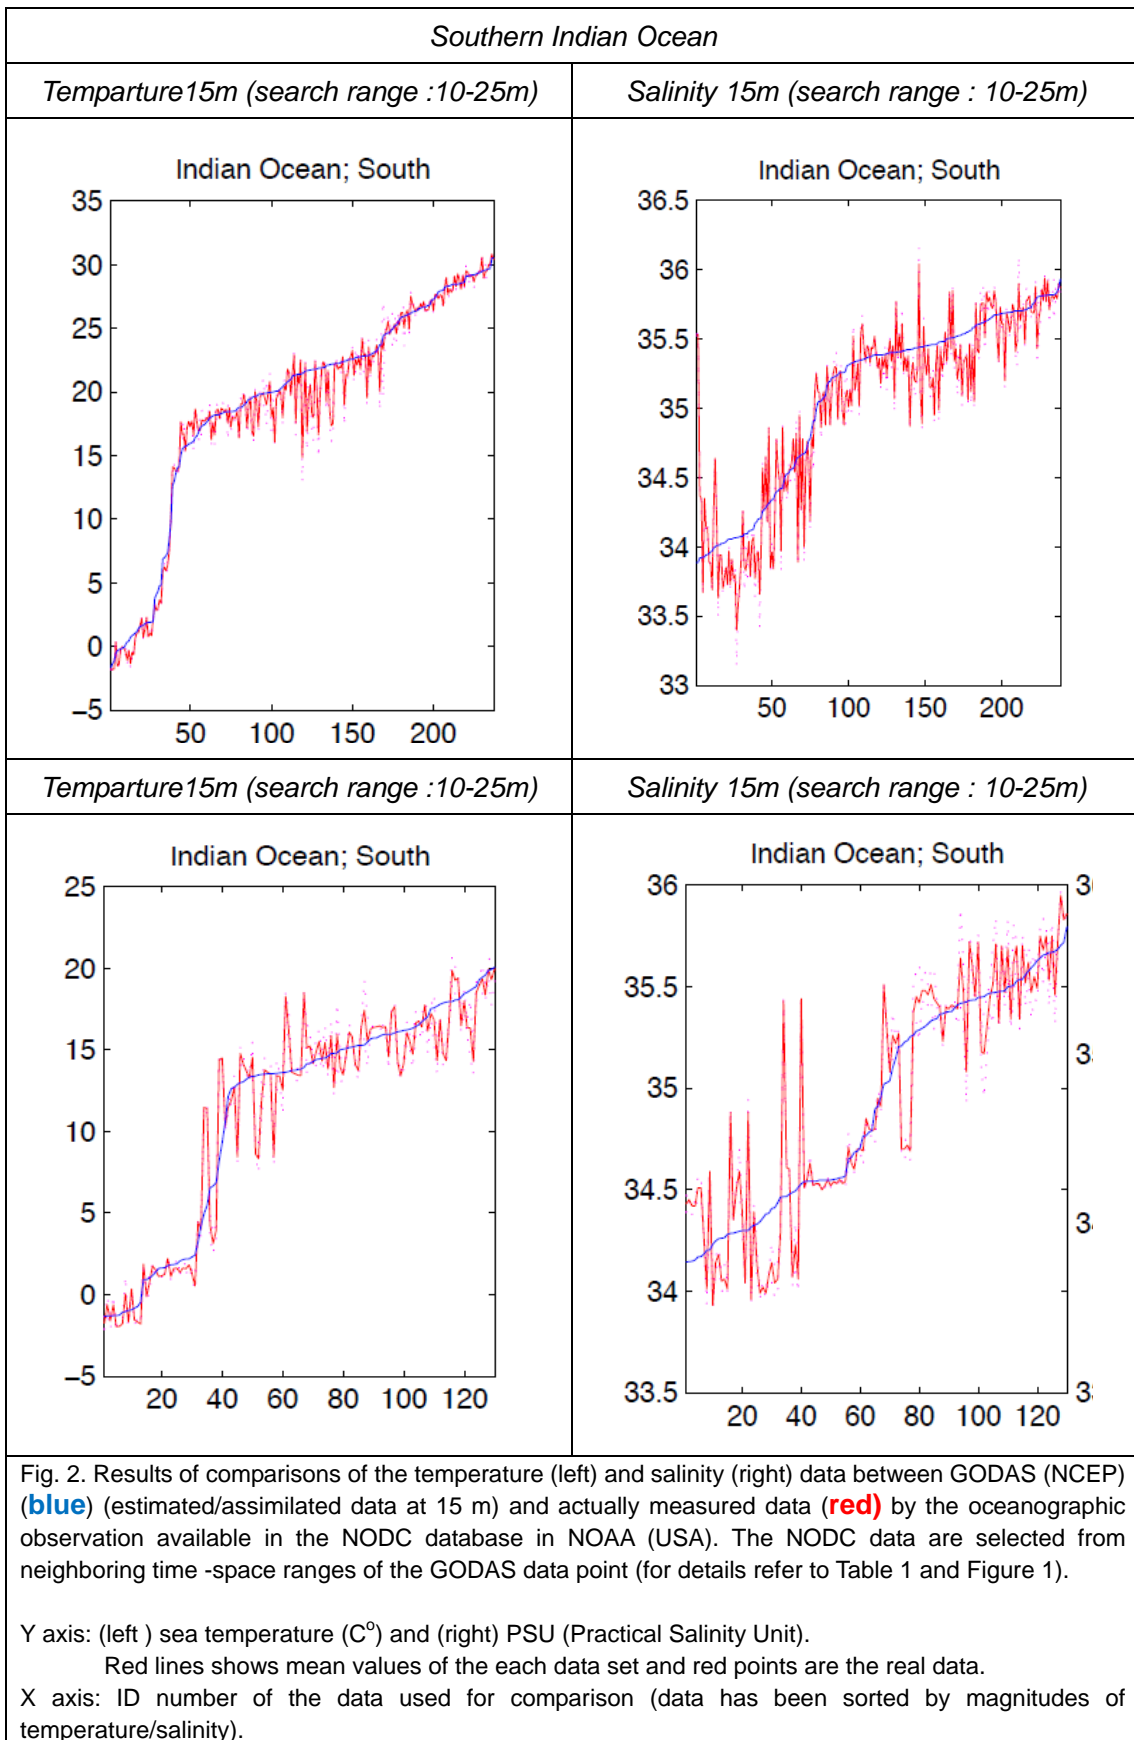 Southern Indian Ocean
Temparture15m (search range :10-25m)
Salinity 15m (search range : 10-25m)
Indian Ocean; South
35
30
25
20
15
10
5
0
−5
50 100 150 200
Indian Ocean; South
36.5
36
35.5
35
34.5
34
33.5
33
50 100 150 200
Temparture15m (search range :10-25m)
Salinity 15m (search range : 10-25m)
Indian Ocean; South
25
20
15
10
5
0
−5
20 40 60 80 100 120
Indian Ocean; South
36
35.5
35
34.5
34
33.5
20 40 60 80 100 120
Fig. 2. Results of comparisons of the temperature (left) and salinity (right) data between GODAS (NCEP)
(blue) (estimated/assimilated data at 15 m) and actually measured data (red) by the oceanographic
observation available in the NODC database in NOAA (USA). The NODC data are selected from
neighboring time -space ranges of the GODAS data point (for details refer to Table 1 and Figure 1).
Y axis: (left ) sea temperature (C°) and (right) PSU (Practical Salinity Unit).
Red lines shows mean values of the each data set and red points are the real data.
X axis: ID number of the data used for comparison (data has been sorted by magnitudes of
temperature/salinity).